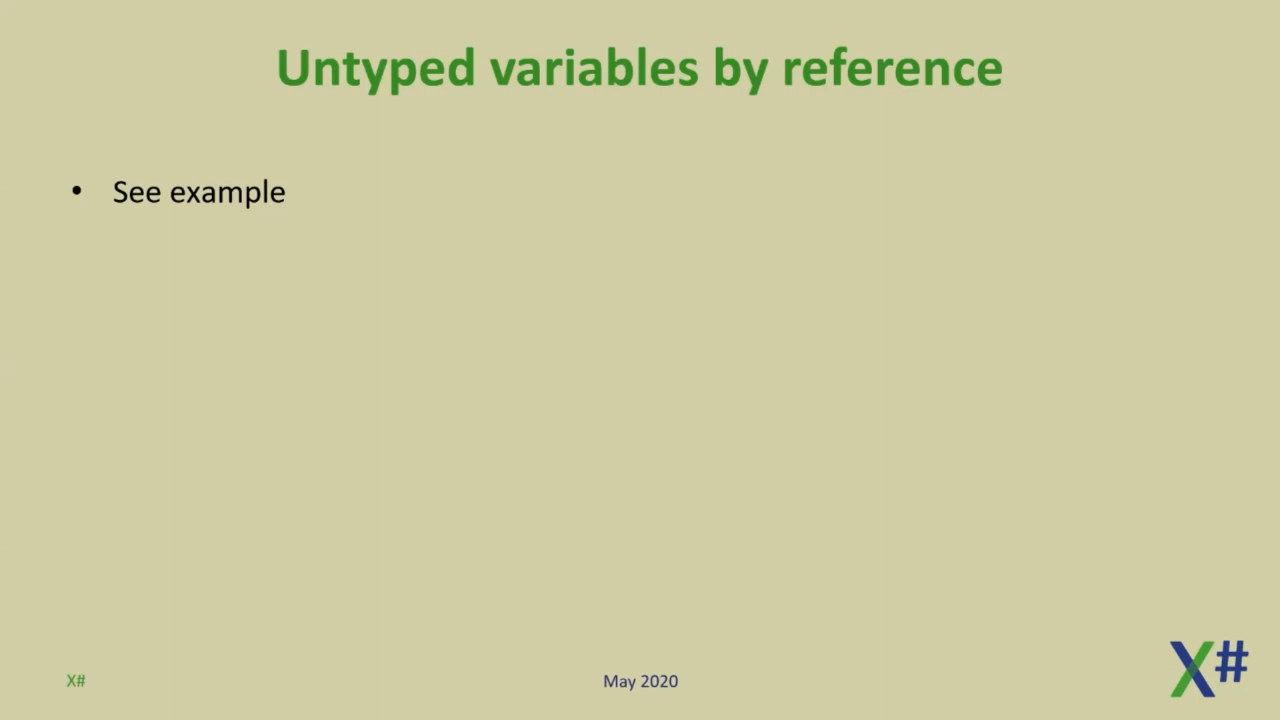 Untyped variables by reference
• See example
X#
May 2020
X#